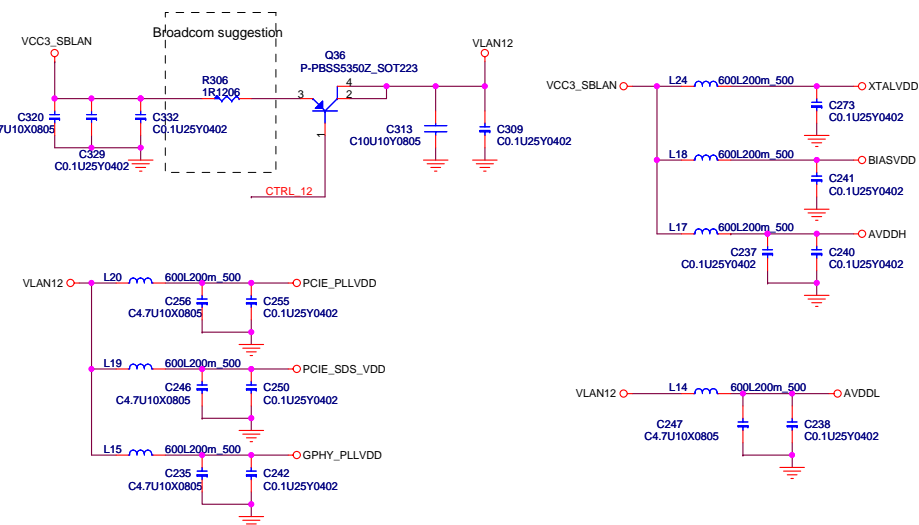 Broadcom suggestion
VCC3_SBLAN
R306
1R1206
Q36
P-PBSS5350Z_SOT223
3
4
2
1
VLAN12
C320
7U10X0805
C329
C0.1U25Y0402
C332
C0.1U25Y0402
C313
C10U10Y0805
C309
C0.1U25Y0402
CTRL_12
VCC3_SBLAN
L24
600L200m_500
XTALVDD
C273
C0.1U25Y0402
L18
600L200m_500
BIASVDD
C241
C0.1U25Y0402
L17
600L200m_500
AVDDH
C237
C0.1U25Y0402
C240
C0.1U25Y0402
VLAN12
L20
600L200m_500
PCIE_PLLVDD
C256
C4.7U10X0805
C255
C0.1U25Y0402
L19
600L200m_500
PCIE_SDS_VDD
C246
C4.7U10X0805
C250
C0.1U25Y0402
L15
600L200m_500
GPHY_PLLVDD
C235
C4.7U10X0805
C242
C0.1U25Y0402
VLAN12
L14
600L200m_500
AVDDL
C247
C4.7U10X0805
C238
C0.1U25Y0402